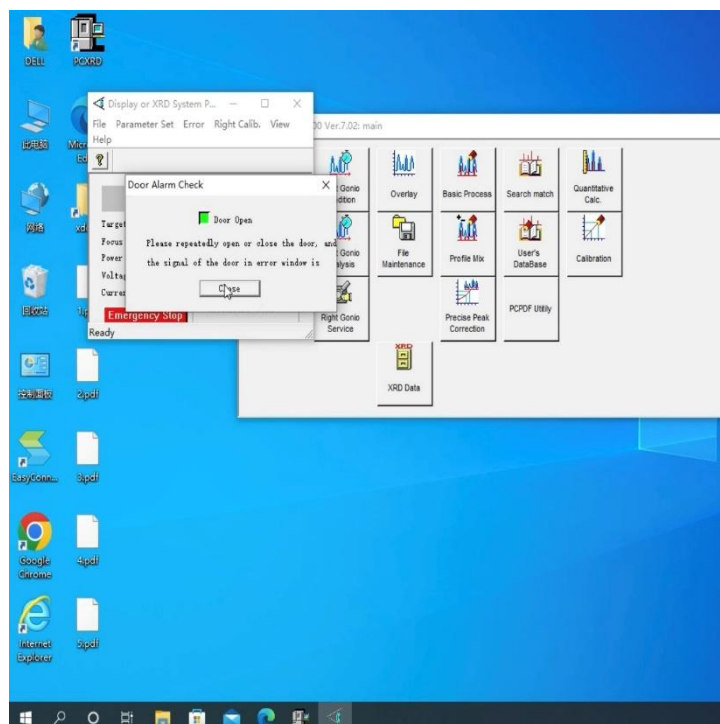 DELL
PCXRD
此电脑
网络
回收站
控制面板
2.pdf
EasyConn...
3.pdf
Google
Chrome
4.pdf
Internet
Explorer
5.pdf
Display or XRD System P...
File Parameter Set Error Right Calib. View
Help
Door Alarm Check
Door Open
Please repeatedly open or close the door, and
the signal of the door in error window is
Close
Target
Focus
Power
Emergency Stop
Ready
00 Ver.7.02: main
Gonio
Overlay
Basic Process
Search match
Quantitative
Calc.
Gonio
File
Maintenance
Profile Mix
User's
DataBase
Calibration
Right Gonio
Service
Precise Peak
Correction
PCPDF Utility
XRD
XRD Data